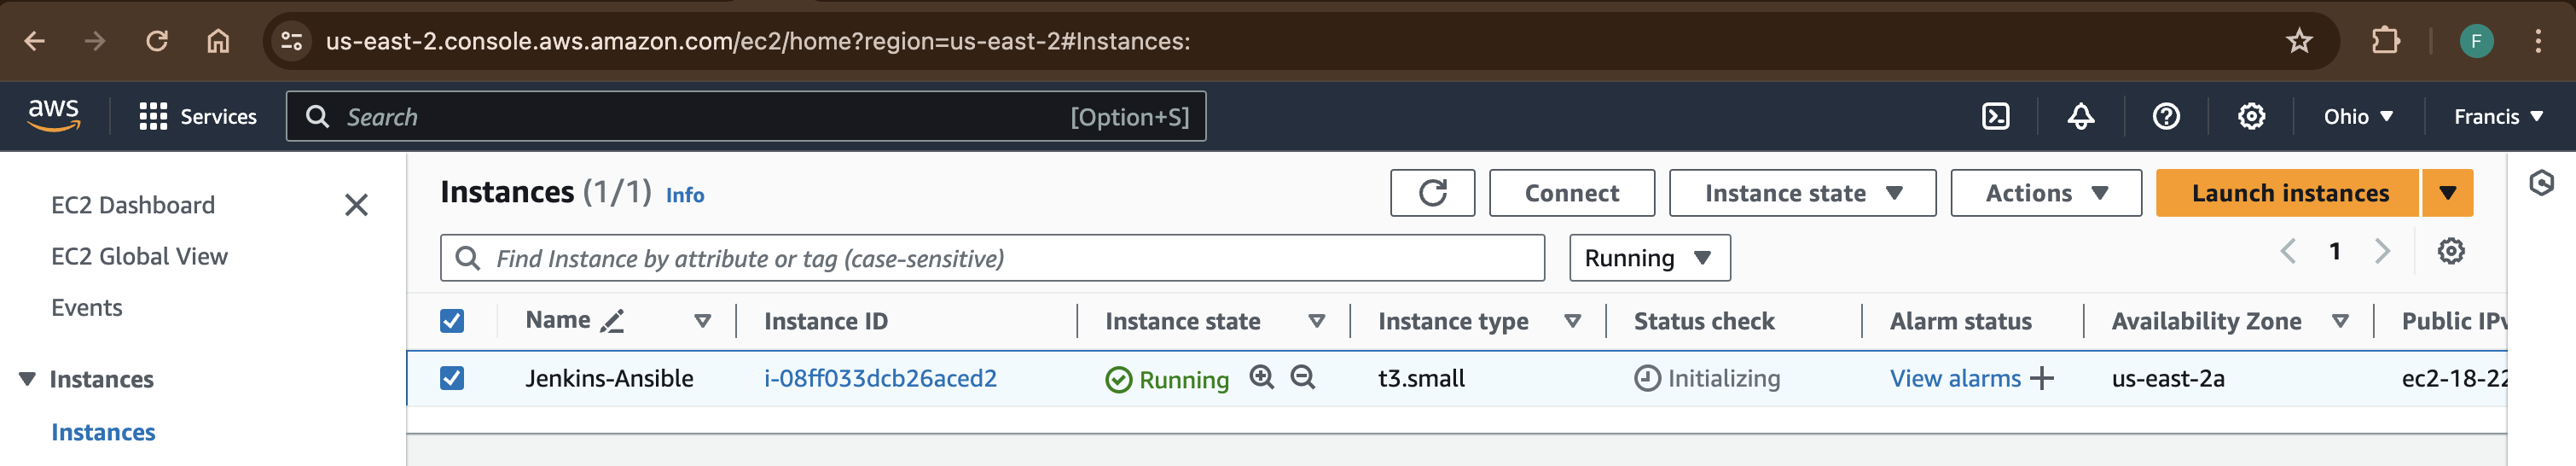 us-east-2.console.aws.amazon.com/ec2/home?region=us-east-2#Instances:
F
aws
Services
Search
[Option+S]
Ohio
Francis
EC2 Dashboard
EC2 Global View
Events
Instances
Instances
Instances (1/1) Info
Connect
Instance state
Actions
Launch instances
Find Instance by attribute or tag (case-sensitive)
Running
1
Name Instance ID Instance state Instance type Status check Alarm status Availability Zone Public IPv
Jenkins-Ansible i-08ff033dcb26aced2 Running t3.small Initializing View alarms + us-east-2a ec2-18-22